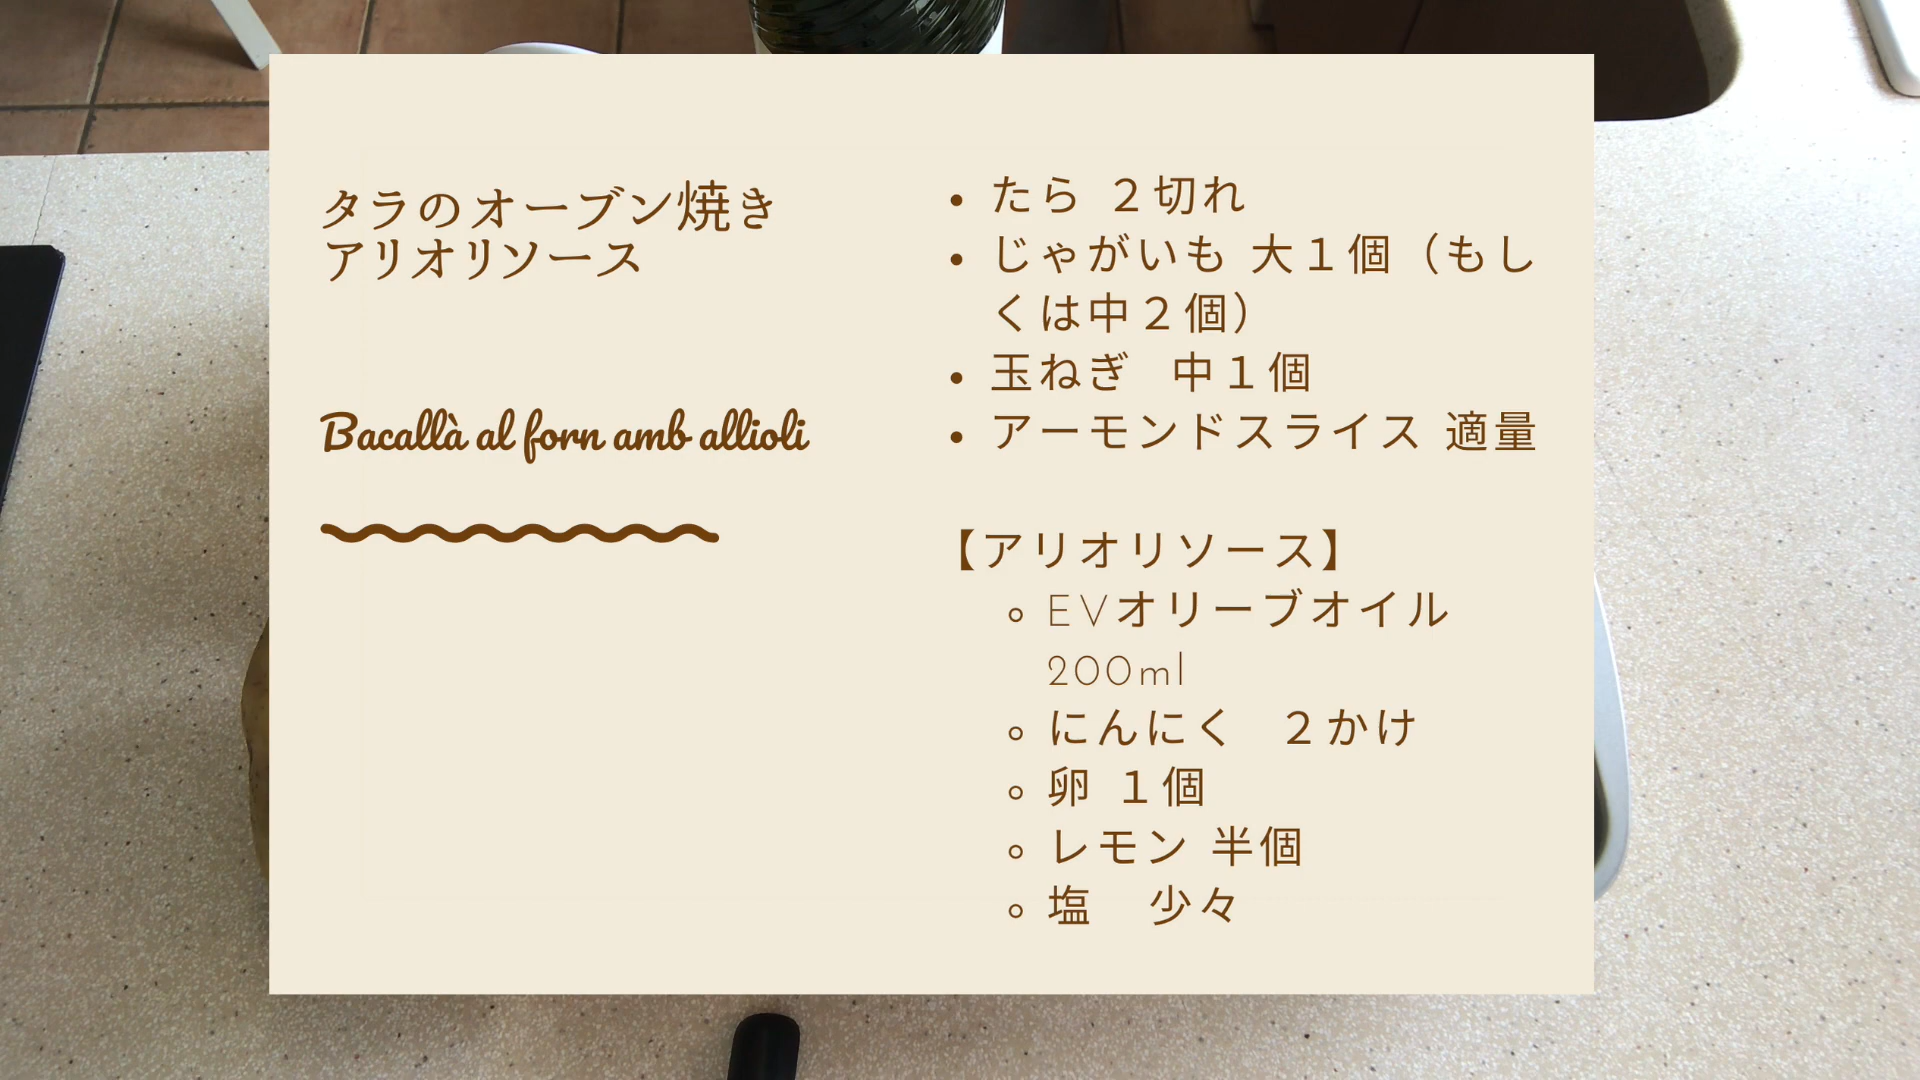 タラのオーブン焼き
アリオリソース
Bacallà al forn amb allioli
• たら ２切れ
• じゃがいも 大１個（もし
くは中２個）
• 玉ねぎ　中１個
• アーモンドスライス 適量
【アリオリソース】
◦ EVオリーブオイル
200ml
◦ にんにく　２かけ
◦ 卵 １個
◦ レモン 半個
◦ 塩　少々